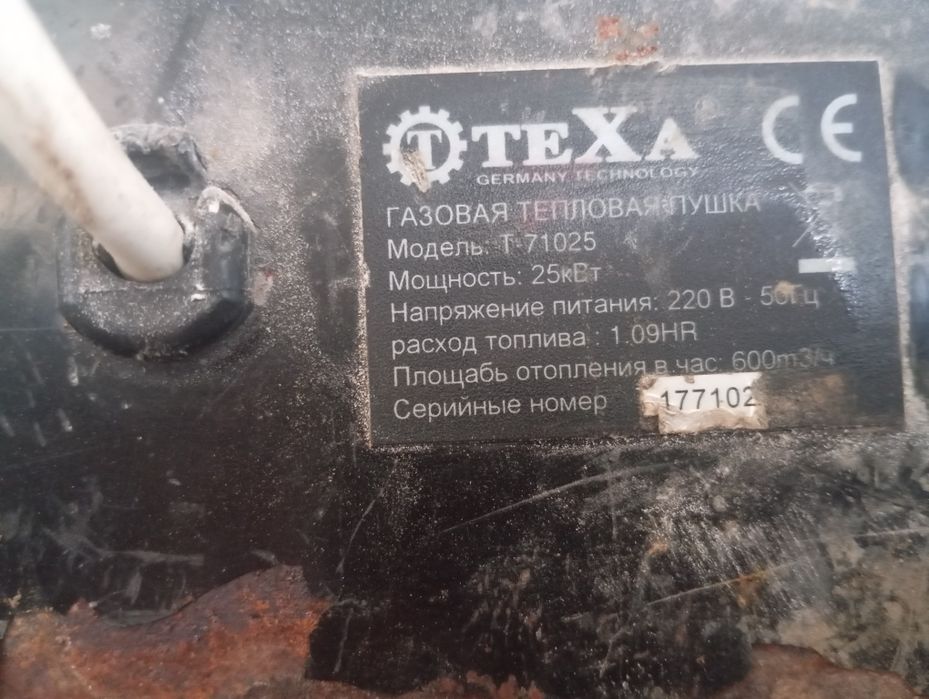 T TEXA CE
GERMANY TECHNOLOGY
ГАЗОВАЯ ТЕПЛОВАЯ ПУШКА
Модель: T-71025
Мощность: 25кВт
Напряжение питания: 220 В - 50Гц
расход топлива : 1.09HR
Площабь отопления в час: 600m3/ч
Серийные номер 177102